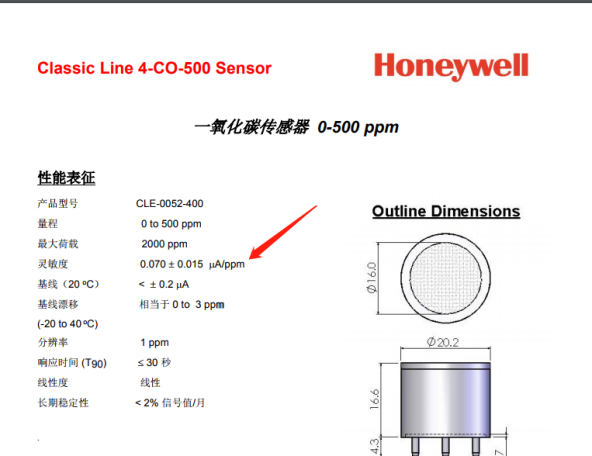 Classic Line 4-CO-500 Sensor
Honeywell
一氧化碳传感器 0-500 ppm
性能表征
产品型号 CLE-0052-400
量程 0 to 500 ppm
最大荷载 2000 ppm
灵敏度 0.070 ± 0.015 μA/ppm
基线（20 ºC） < ± 0.2 μA
基线漂移 相当于 0 to 3 ppm
(-20 to 40 ºC)
分辨率 1 ppm
响应时间 (T90) ≤ 30 秒
线性度 线性
长期稳定性 < 2% 信号值/月
Outline Dimensions
Ø16.0
Ø20.2
16.6
4.3